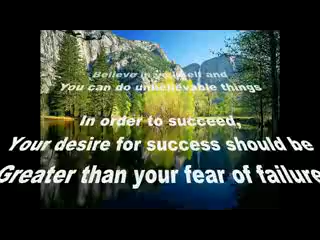 Believe in yourself and
You can do unbelievable things
In order to succeed,
Your desire for success should be
Greater than your fear of failure